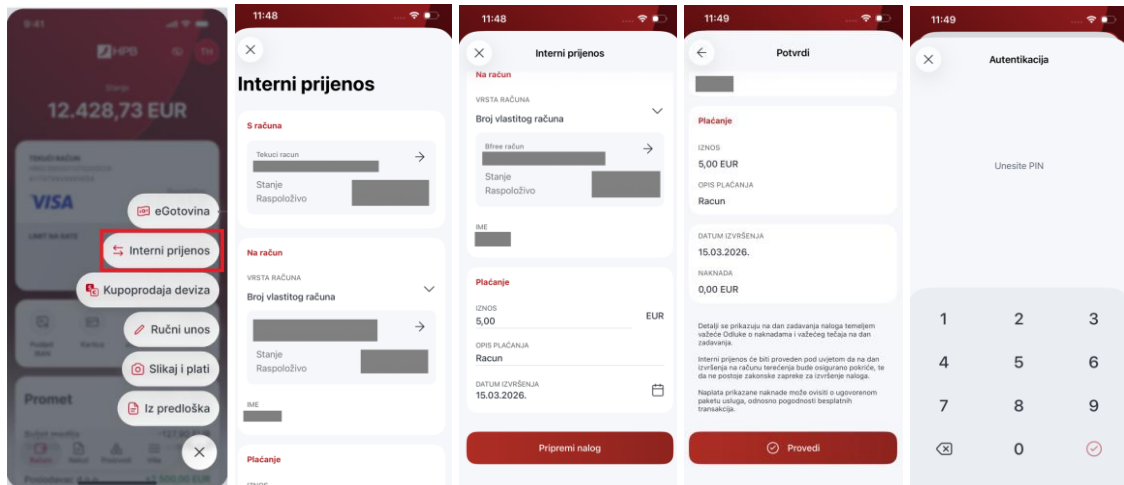 9:41
HPB
TH
Stanje
12.428,73 EUR
TEKUĆI RAČUN
VISA
LIMIT NA RATE
eGotovina
Interni prijenos
Kupoprodaja deviza
Ručni unos
Slikaj i plati
Iz predloška
Promet
11:48
Interni prijenos
S računa
Tekuci racun
Stanje
Raspoloživo
Na račun
VRSTA RAČUNA
Broj vlastitog računa
Stanje
Raspoloživo
IME
Plaćanje
IZNOS
11:48
Interni prijenos
Na račun
VRSTA RAČUNA
Broj vlastitog računa
Bfree račun
Stanje
Raspoloživo
IME
Plaćanje
IZNOS
5,00 EUR
OPIS PLAĆANJA
Racun
DATUM IZVRŠENJA
15.03.2026.
Pripremi nalog
11:49
Potvrdi
Plaćanje
IZNOS
5,00 EUR
OPIS PLAĆANJA
Racun
DATUM IZVRŠENJA
15.03.2026.
NAKNADA
0,00 EUR
Detalji se prikazuju na dan zadavanja naloga temeljem
važeće Odluke o naknadama i važećeg tečaja na dan
zadavanja.
Interni prijenos će biti proveden pod uvjetom da na dan
izvršenja na računu terećenja bude osigurano pokriće, te
da ne postoje zakonske zapreke za izvršenje naloga.
Naplata prikazane naknade može ovisiti o ugovorenom
paketu usluga, odnosno pogodnosti besplatnih
transakcija.
Provedi
11:49
Autentikacija
Unesite PIN
1 2 3
4 5 6
7 8 9
0